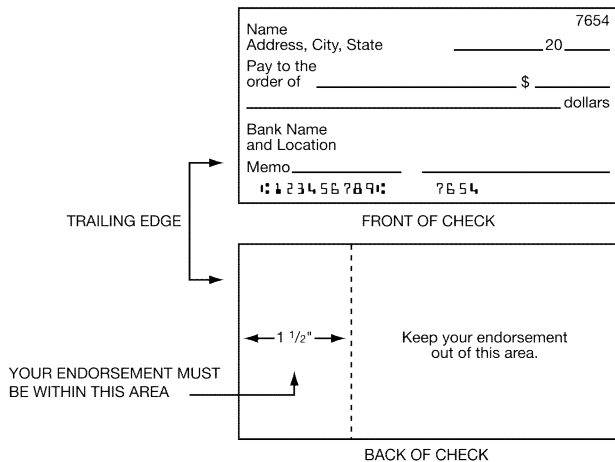 7654
Name
Address, City, State 20
Pay to the
order of $
dollars
Bank Name
and Location
Memo
⑆123456789⑆ 7654
TRAILING EDGE
FRONT OF CHECK
1 1/2"
Keep your endorsement
out of this area.
YOUR ENDORSEMENT MUST
BE WITHIN THIS AREA
BACK OF CHECK